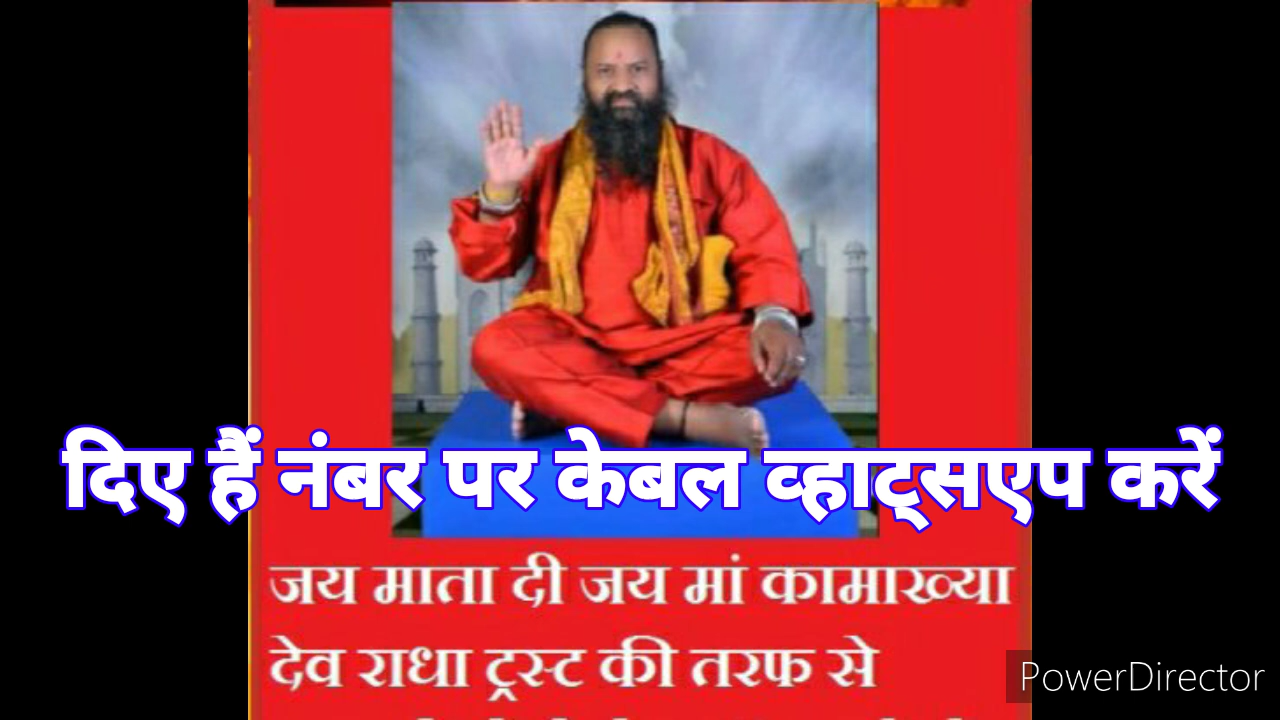 दिए हैं नंबर पर केबल व्हाट्सएप करें
जय माता दी जय मां कामाख्या
देव राधा ट्रस्ट की तरफ से
PowerDirector